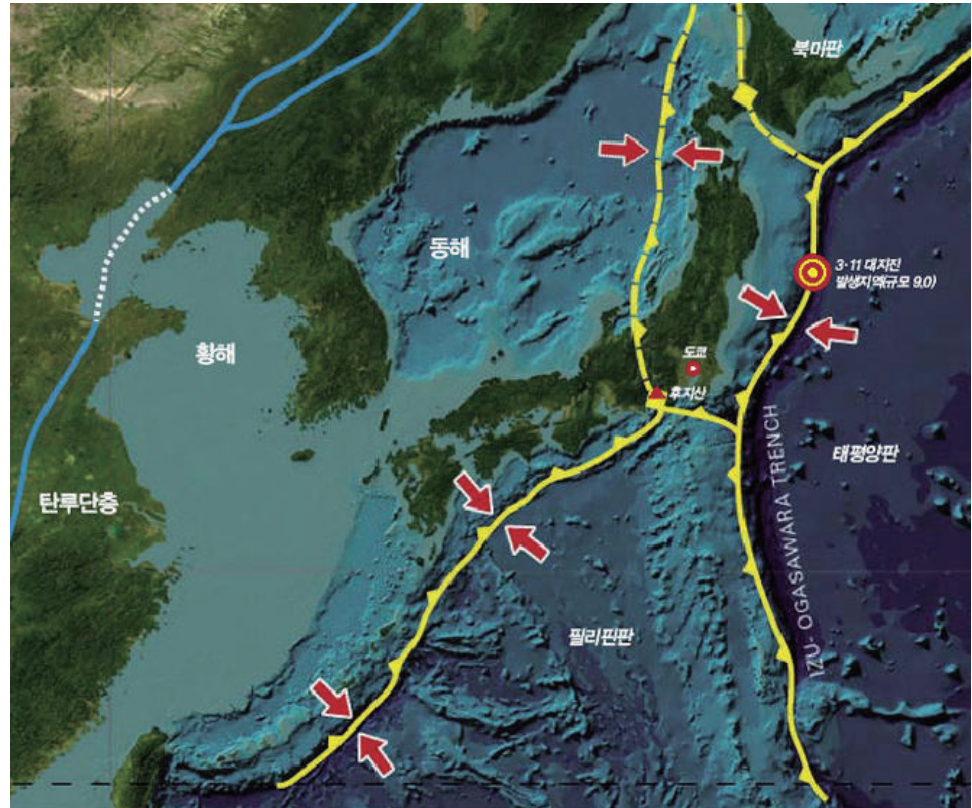 북미판
동해
3·11 대지진
발생지역(규모 9.0)
황해
도쿄
후지산
IZU- OGASAWARA TRENCH
태평양판
탄루단층
필리핀판